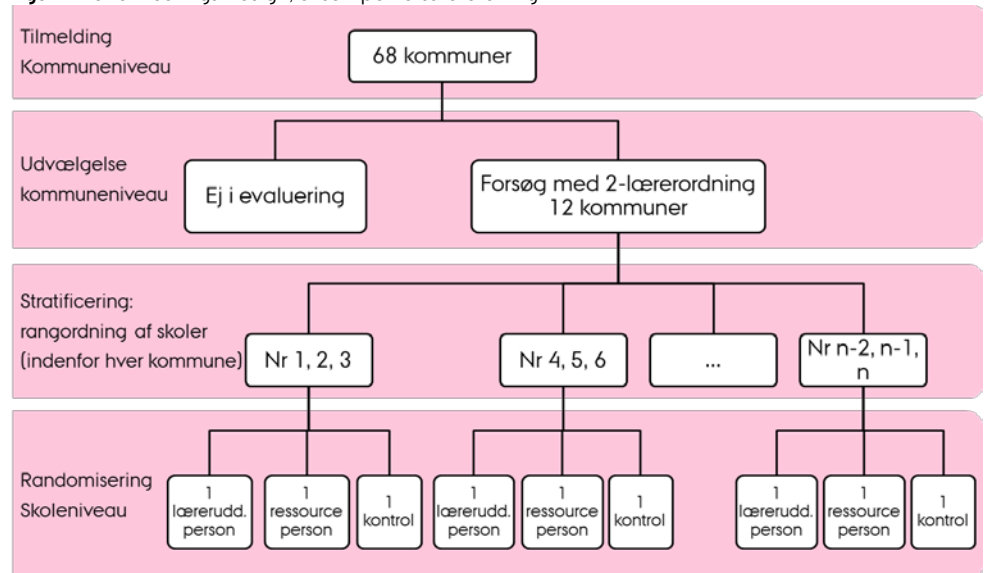 Tilmelding
Kommuneniveau
68 kommuner
Udvælgelse
kommuneniveau
Ej i evaluering
Forsøg med 2-lærerordning
12 kommuner
Stratificering:
rangordning af skoler
(indenfor hver kommune)
Nr 1, 2, 3
Nr 4, 5, 6
...
Nr n-2, n-1,
n
Randomisering
Skoleniveau
1
lærerudd.
person
1
ressource
person
1
kontrol
1
lærerudd.
person
1
ressource
person
1
kontrol
1
lærerudd.
person
1
ressource
person
1
kontrol